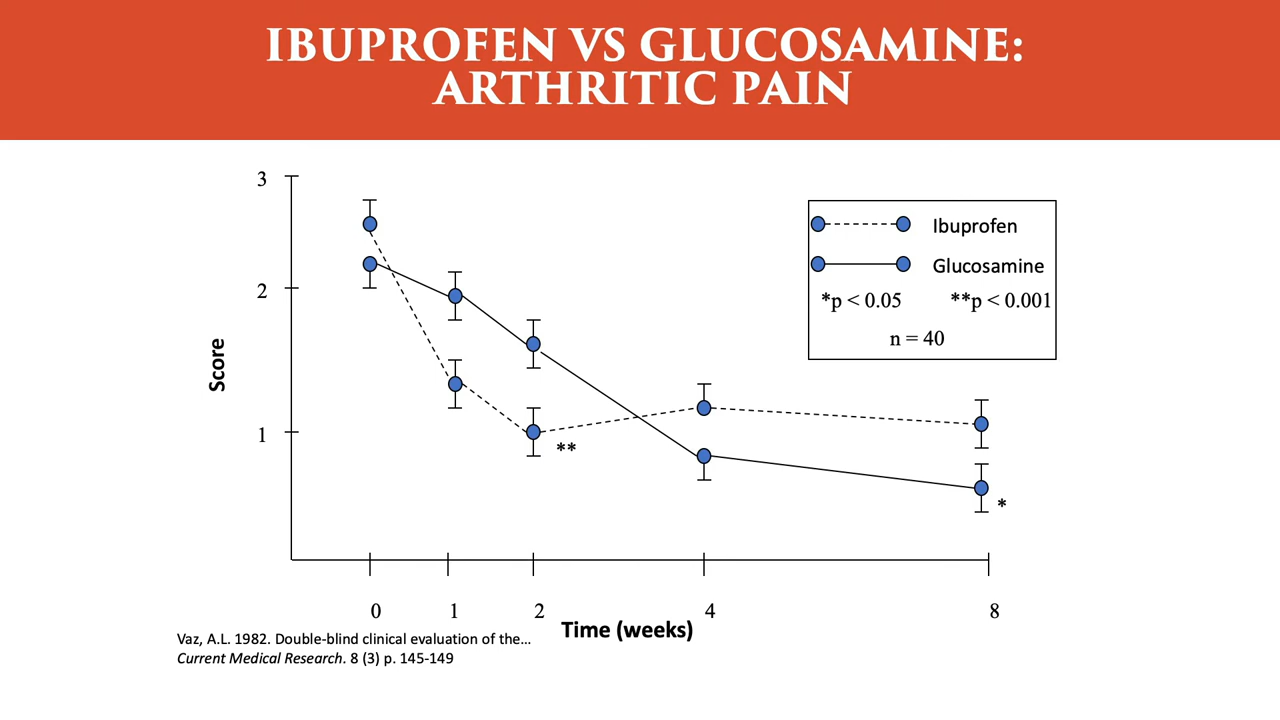 IBUPROFEN VS GLUCOSAMINE:
ARTHRITIC PAIN
3
2
1
Score
Ibuprofen
Glucosamine
*p < 0.05 **p < 0.001
n = 40
**
*
0 1 2 4 8
Time (weeks)
Vaz, A.L. 1982. Double-blind clinical evaluation of the…
Current Medical Research. 8 (3) p. 145-149